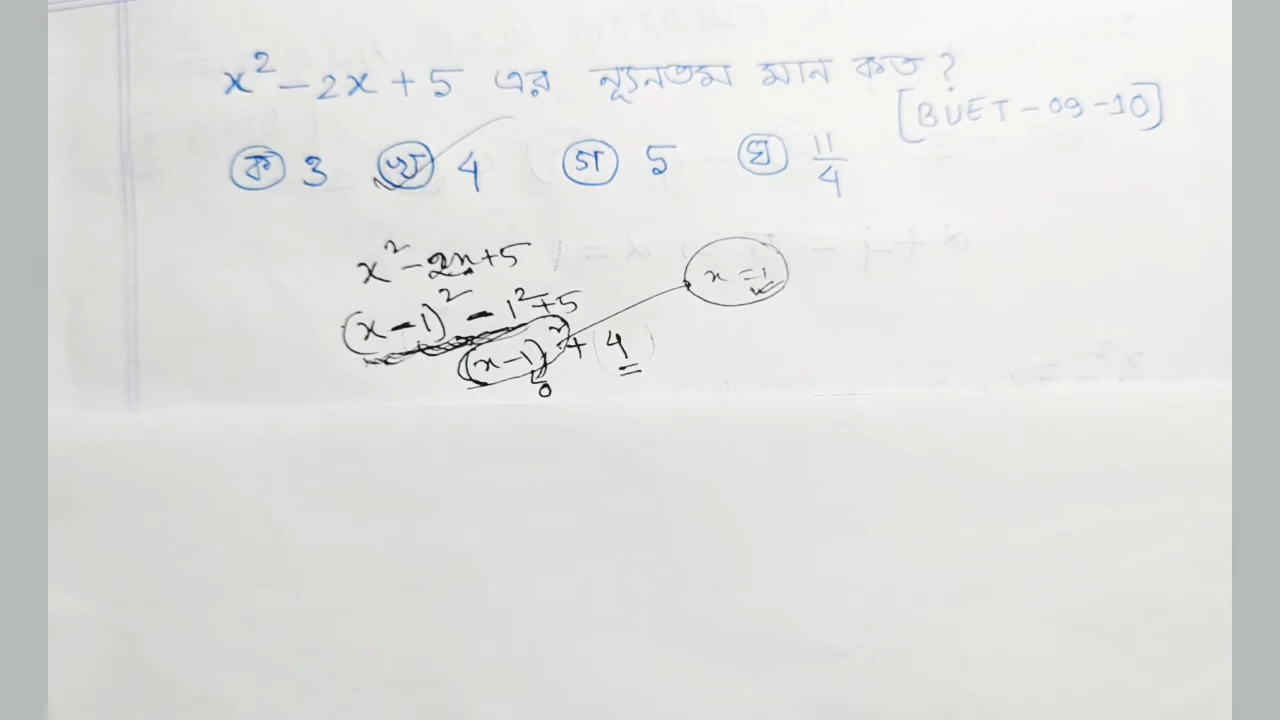 x² - 2x + 5 এর ন্যূনতম মান কত?
[BUET - 09 - 10]
ক 3 খ 4 গ 5 ঘ 11/4
x² - 2x + 5
(x - 1)² - 1² + 5
x = 1
(x - 1)² + 4
0